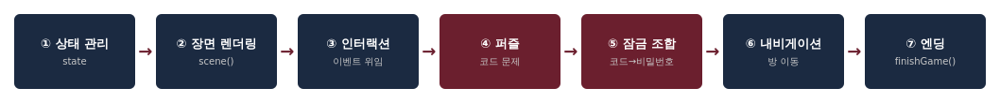 ① 상태 관리
state
→
② 장면 렌더링
scene()
→
③ 인터랙션
이벤트 위임
→
④ 퍼즐
코드 문제
→
⑤ 잠금 조합
코드→비밀번호
→
⑥ 내비게이션
방 이동
→
⑦ 엔딩
finishGame()